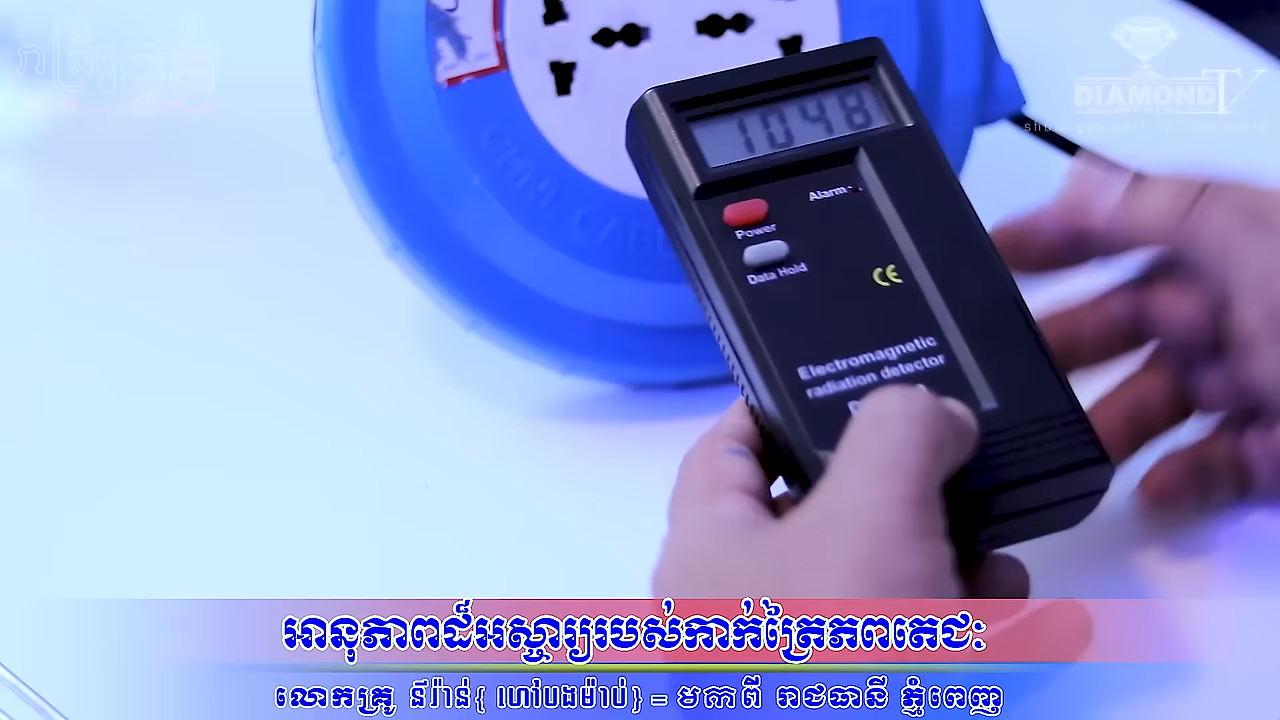 DIAMOND TV
1048
Alarm
Power
Data Hold
CE
Electromagnetic
radiation detector
អានុភាពដ៏អស្ចារ្យរបស់កាក់ត្រៃភពតេជះ
លោកគ្រូ នីរ៉ាន់ { ហៅបងម៉ាប់ } = មកពី រាជធានី ភ្នំពេញ